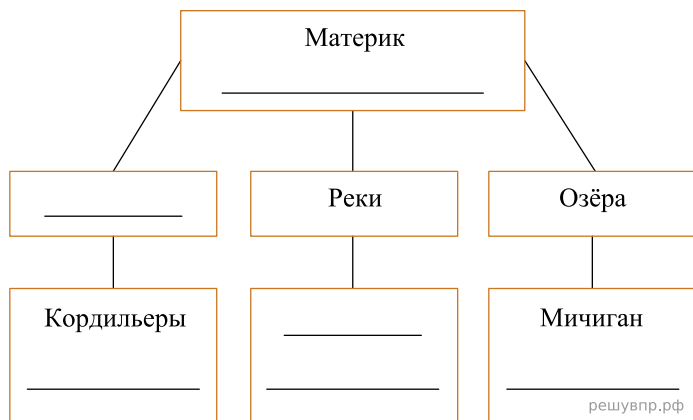 Материк
Реки
Озёра
Кордильеры
Мичиган
решувпр.рф